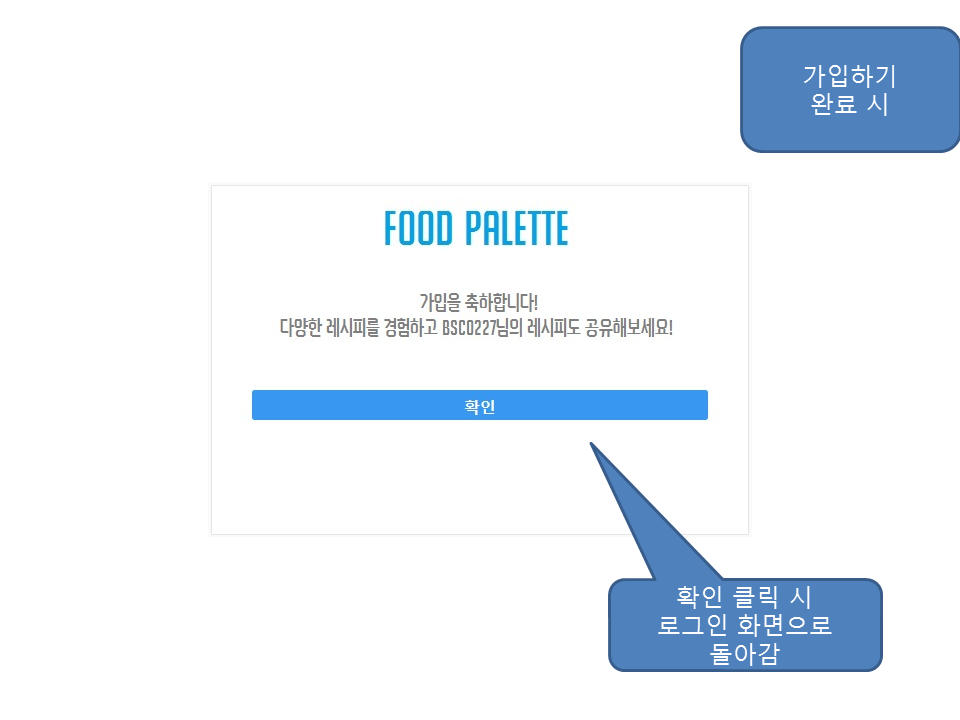 가입하기
완료 시
FOOD PALETTE
가입을 축하합니다!
다양한 레시피를 경험하고 BSCO227님의 레시피도 공유해보세요!
확인
확인 클릭 시
로그인 화면으로
돌아감